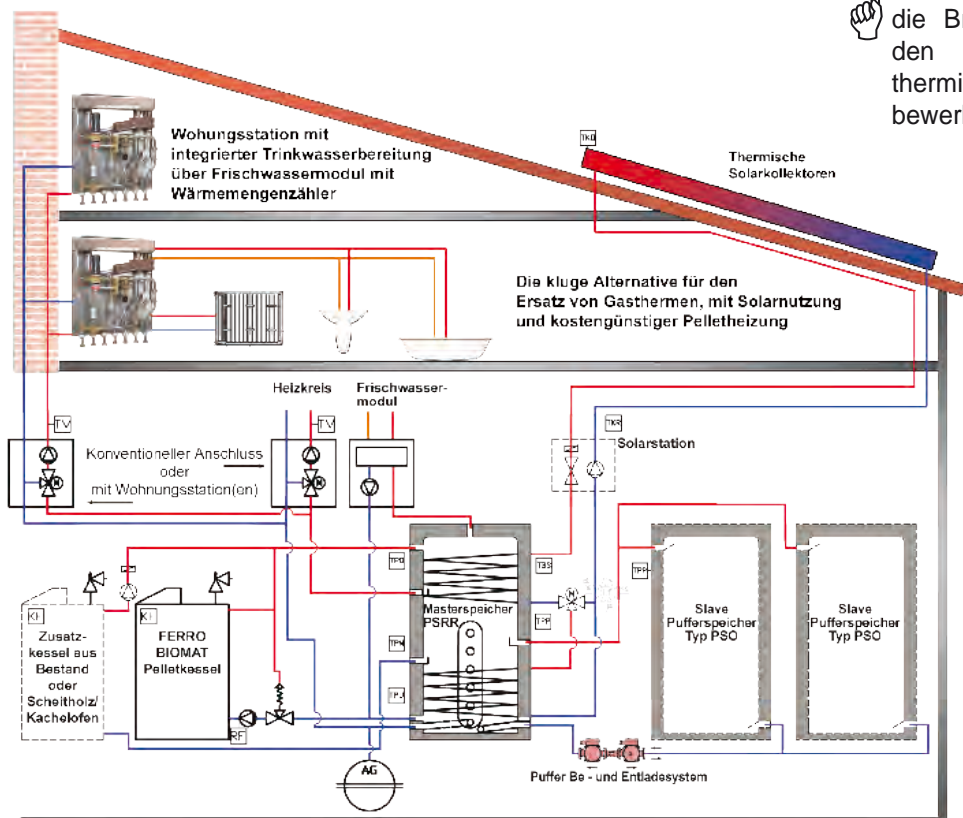 die B
den
thermi
bewer
TKO
Wohungsstation mit
integrierter Trinkwasserbereitung
über Frischwassermodul mit
Wärmemengenzähler
Thermische
Solarkollektoren
Die kluge Alternative für den
Ersatz von Gasthermen, mit Solarnutzung
und kostengünstiger Pelletheizung
Heizkreis
Frischwasser-
modul
TV
TV
TKR
Solarstation
Konventioneller Anschluss
oder
mit Wohnungsstation(en)
M
M
TPO
TBS
TPP
M
Masterspeicher
PSRR
TPP
TPM
TPU
Slave
Pufferspeicher
Typ PSO
Slave
Pufferspeicher
Typ PSO
KF
Zusatz-
kessel aus
Bestand
oder
Scheitholz/
Kachelofen
KF
FERRO
BIOMAT
Pelletkessel
RF
AG
Puffer Be - und Entladesystem